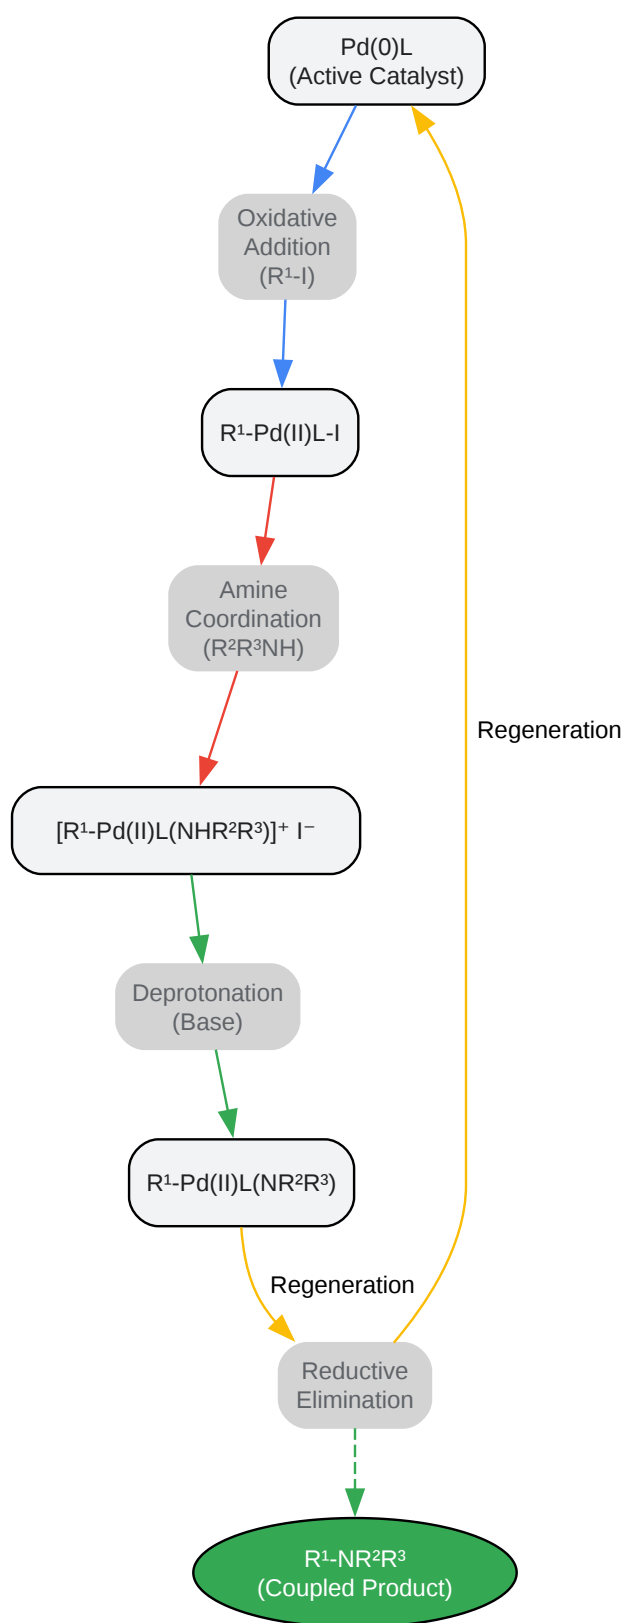 Pd(0)L
(Active Catalyst)
Oxidative
Addition
(R¹-I)
R¹-Pd(II)L-I
Amine
Coordination
(R²R³NH)
Regeneration
[R¹-Pd(II)L(NHR²R³)]⁺ I⁻
Deprotonation
(Base)
R¹-Pd(II)L(NR²R³)
Regeneration
Reductive
Elimination
R¹-NR²R³
(Coupled Product)